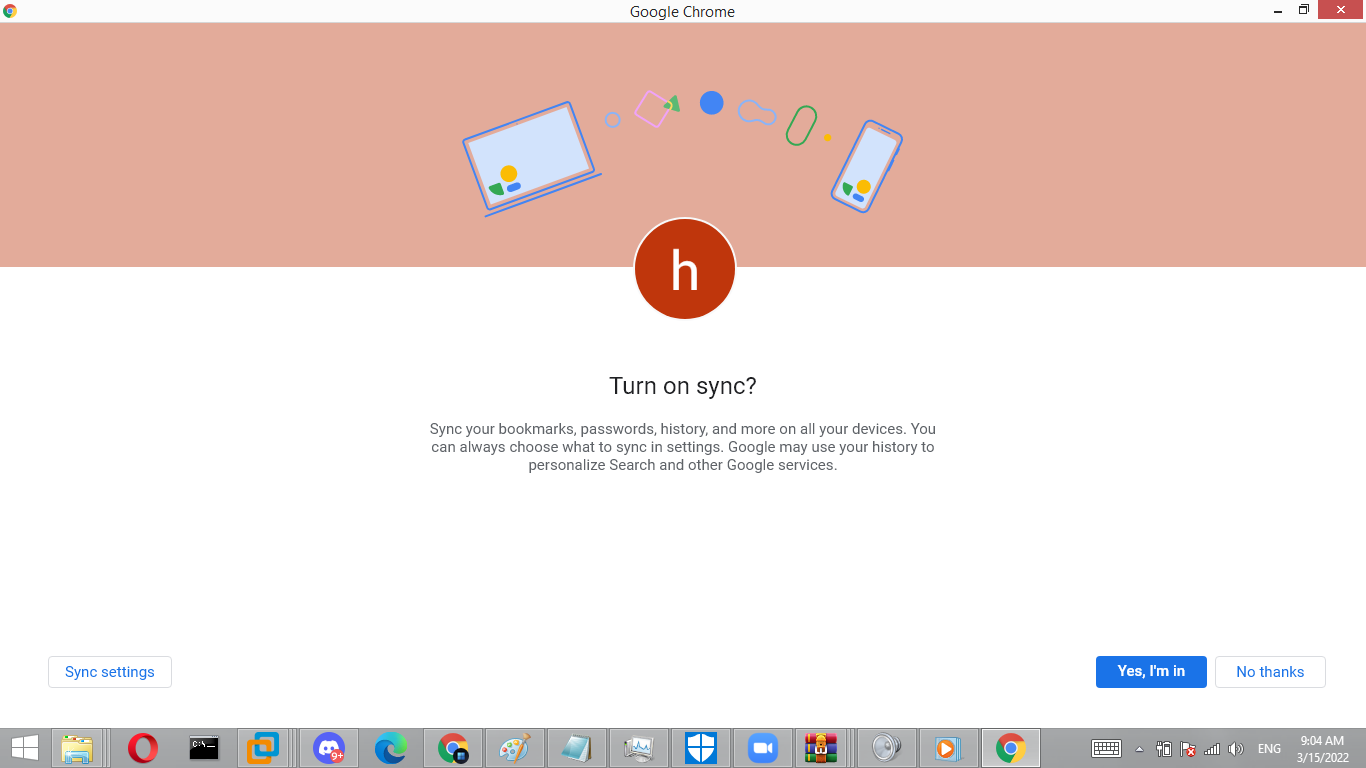 Google Chrome
h
Turn on sync?
Sync your bookmarks, passwords, history, and more on all your devices. You
can always choose what to sync in settings. Google may use your history to
personalize Search and other Google services.
Sync settings
Yes, I'm in
No thanks
C:\_
9+
ENG
9:04 AM
3/15/2022